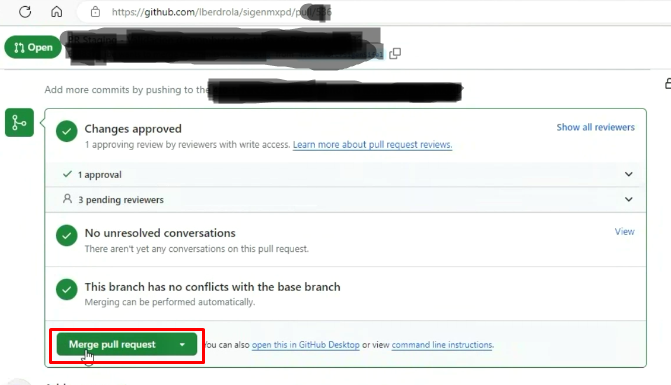 https://github.com/Iberdrola/sigenmxpd/pull
Open
Add more commits by pushing to the
Changes approved
Show all reviewers
1 approving review by reviewers with write access. Learn more about pull request reviews.
1 approval
3 pending reviewers
No unresolved conversations
View
There aren't yet any conversations on this pull request.
This branch has no conflicts with the base branch
Merging can be performed automatically.
Merge pull request
You can also open this in GitHub Desktop or view command line instructions.